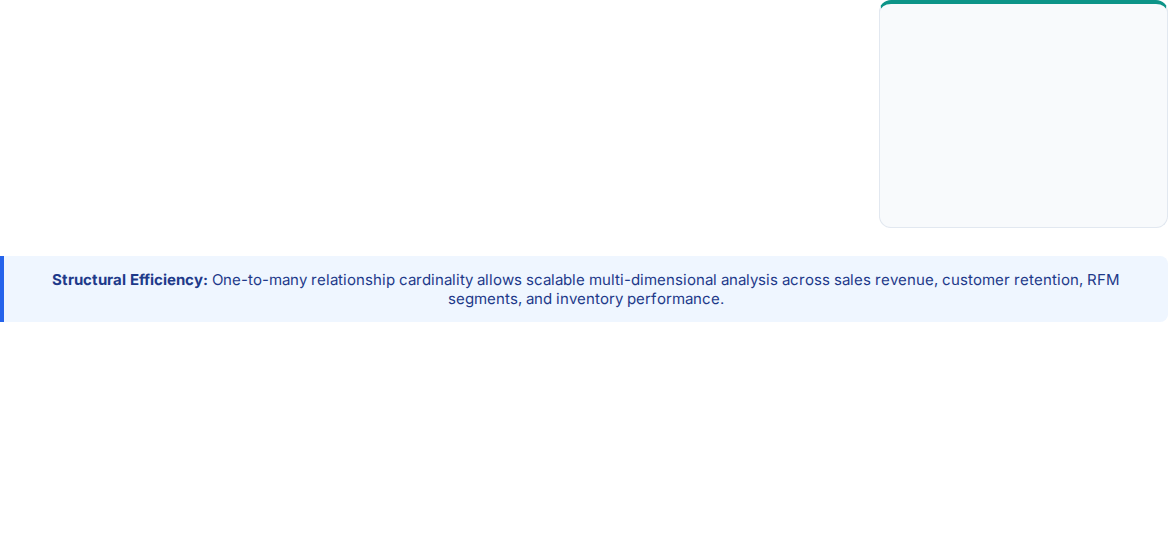 Structural Efficiency: One-to-many relationship cardinality allows scalable multi-dimensional analysis across sales revenue, customer retention, RFM
segments, and inventory performance.